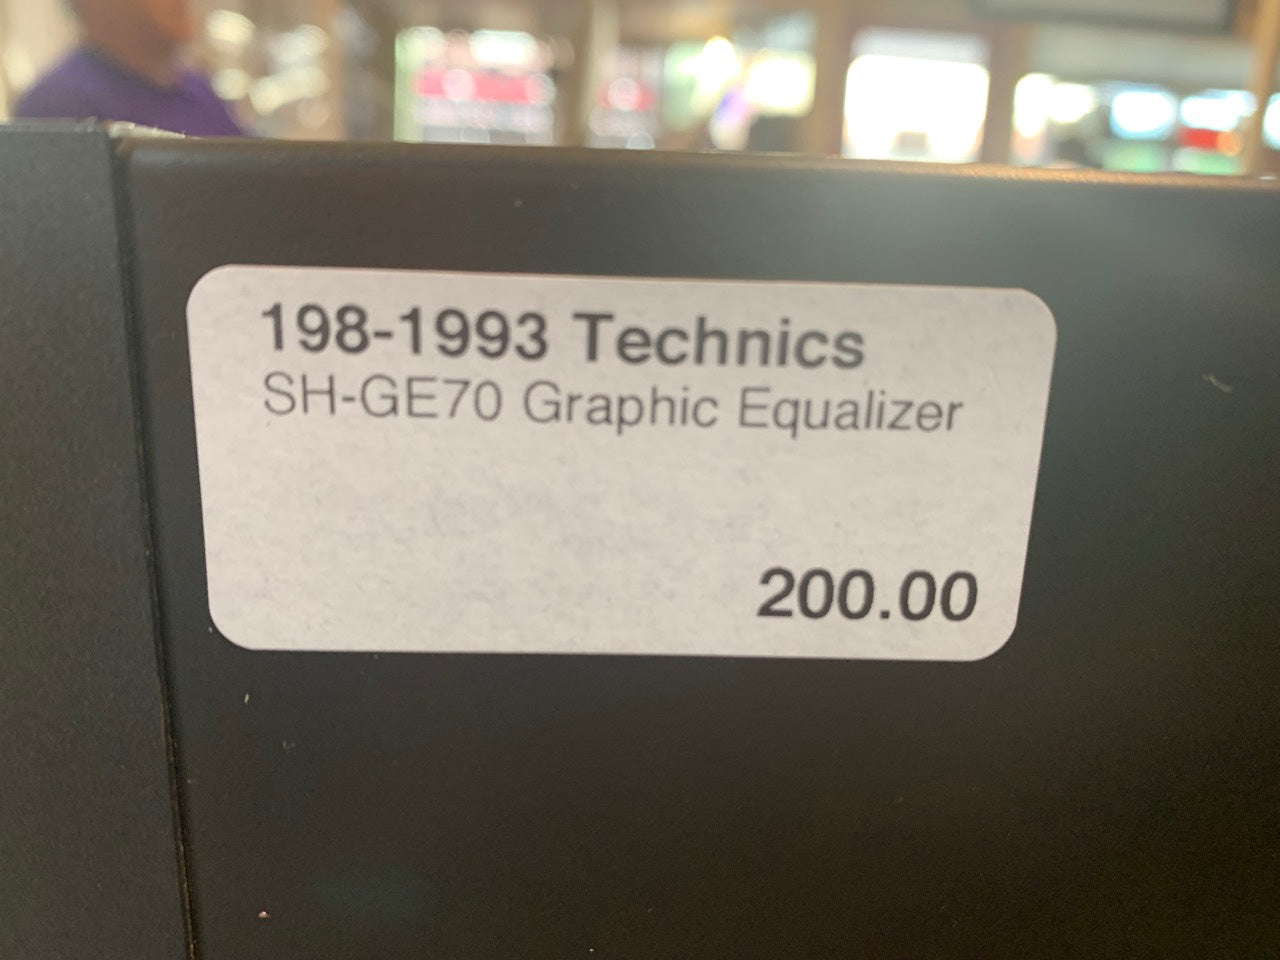 198-1993 Technics
SH-GE70 Graphic Equalizer
200.00